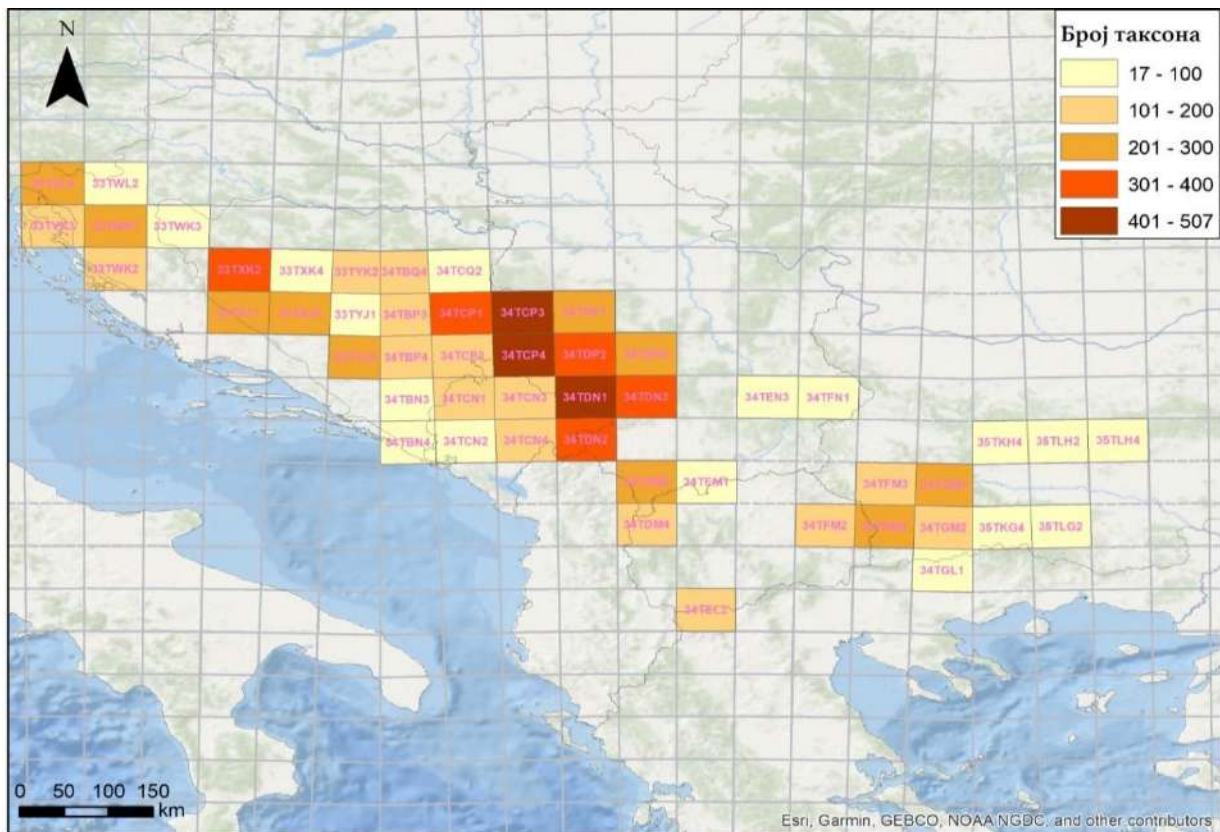 N
Број таксона
17 - 100
101 - 200
201 - 300
301 - 400
401 - 507
33TWL2
33TWK3
33TWK2
33TXK2
33TXK4
33TYK2
34TBQ4
34TCQ2
33TYJ1
34TBP3
34TCP1
34TCP3
34TBP4
34TCP2
34TCP4
34TDP2
34TBN3
34TCN1
34TCN3
34TDN1
34TDN3
34TEN3
34TFN1
34TBN4
34TCN2
34TCN4
34TDN2
35TKH4
35TLH2
35TLH4
34TEM1
34TFM3
34TDM4
34TFM2
34TGM2
35TKG4
35TLG2
34TGL1
0 50 100 150
km
Esri, Garmin, GEBCO, NOAA NGDC, and other contributors